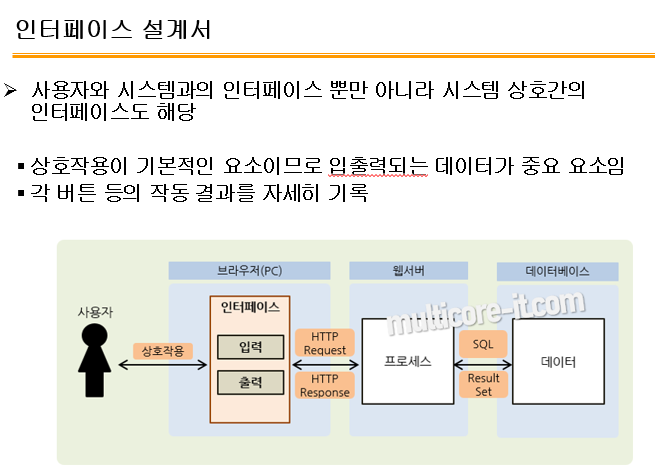 인터페이스 설계서
➢ 사용자와 시스템과의 인터페이스 뿐만 아니라 시스템 상호간의
인터페이스도 해당
▪ 상호작용이 기본적인 요소이므로 입출력되는 데이터가 중요 요소임
▪ 각 버튼 등의 작동 결과를 자세히 기록
브라우저(PC)
웹서버
데이터베이스
사용자
인터페이스
multicore-it.com
입력
출력
상호작용
HTTP
Request
HTTP
Response
프로세스
SQL
Result
Set
데이터